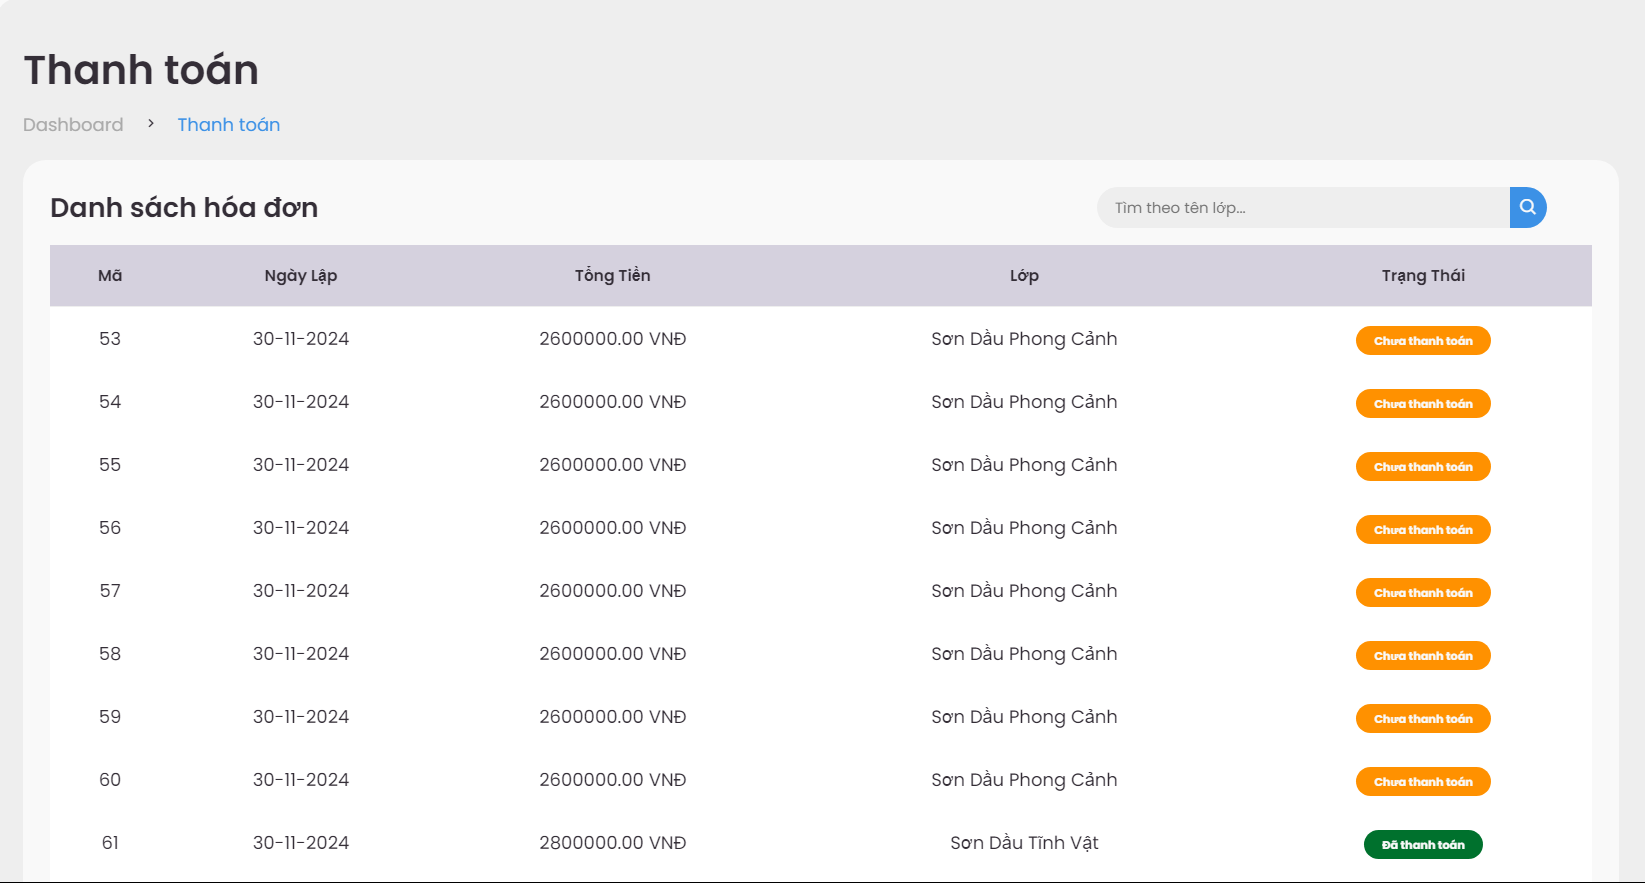 Thanh toán
Dashboard > Thanh toán
Danh sách hóa đơn
Tìm theo tên lớp...
Mã Ngày Lập Tổng Tiền Lớp Trạng Thái
53 30-11-2024 2600000.00 VNĐ Sơn Dầu Phong Cảnh Chưa thanh toán
54 30-11-2024 2600000.00 VNĐ Sơn Dầu Phong Cảnh Chưa thanh toán
55 30-11-2024 2600000.00 VNĐ Sơn Dầu Phong Cảnh Chưa thanh toán
56 30-11-2024 2600000.00 VNĐ Sơn Dầu Phong Cảnh Chưa thanh toán
57 30-11-2024 2600000.00 VNĐ Sơn Dầu Phong Cảnh Chưa thanh toán
58 30-11-2024 2600000.00 VNĐ Sơn Dầu Phong Cảnh Chưa thanh toán
59 30-11-2024 2600000.00 VNĐ Sơn Dầu Phong Cảnh Chưa thanh toán
60 30-11-2024 2600000.00 VNĐ Sơn Dầu Phong Cảnh Chưa thanh toán
61 30-11-2024 2800000.00 VNĐ Sơn Dầu Tĩnh Vật Đã thanh toán